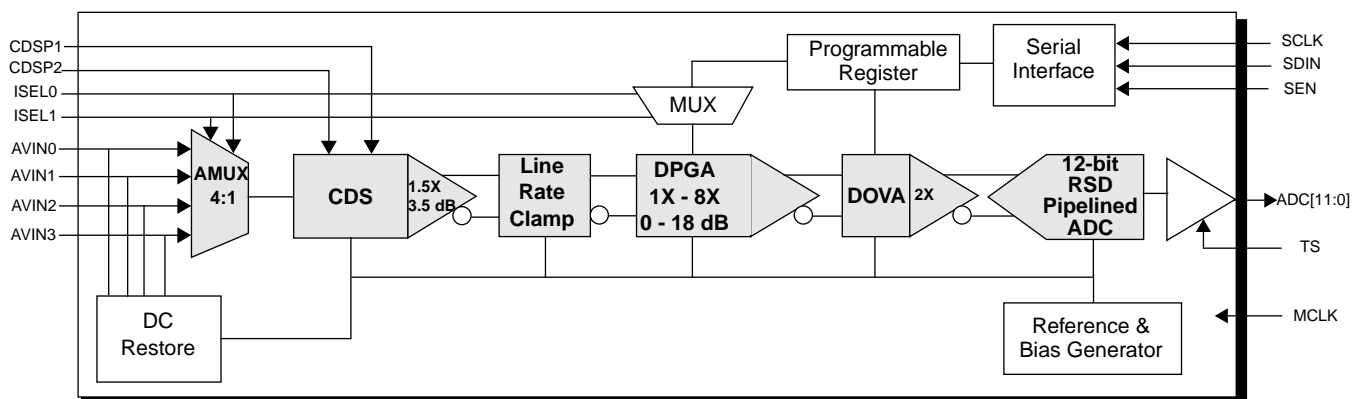 CDSP1
CDSP2
ISEL0
ISEL1
AVIN0
AVIN1
AVIN2
AVIN3
AMUX
4:1
CDS
1.5X
3.5 dB
Line
Rate
Clamp
MUX
DPGA
1X - 8X
0 - 18 dB
Programmable
Register
Serial
Interface
DOVA
2X
12-bit
RSD
Pipelined
ADC
SCLK
SDIN
SEN
ADC[11:0]
TS
MCLK
DC
Restore
Reference &
Bias Generator